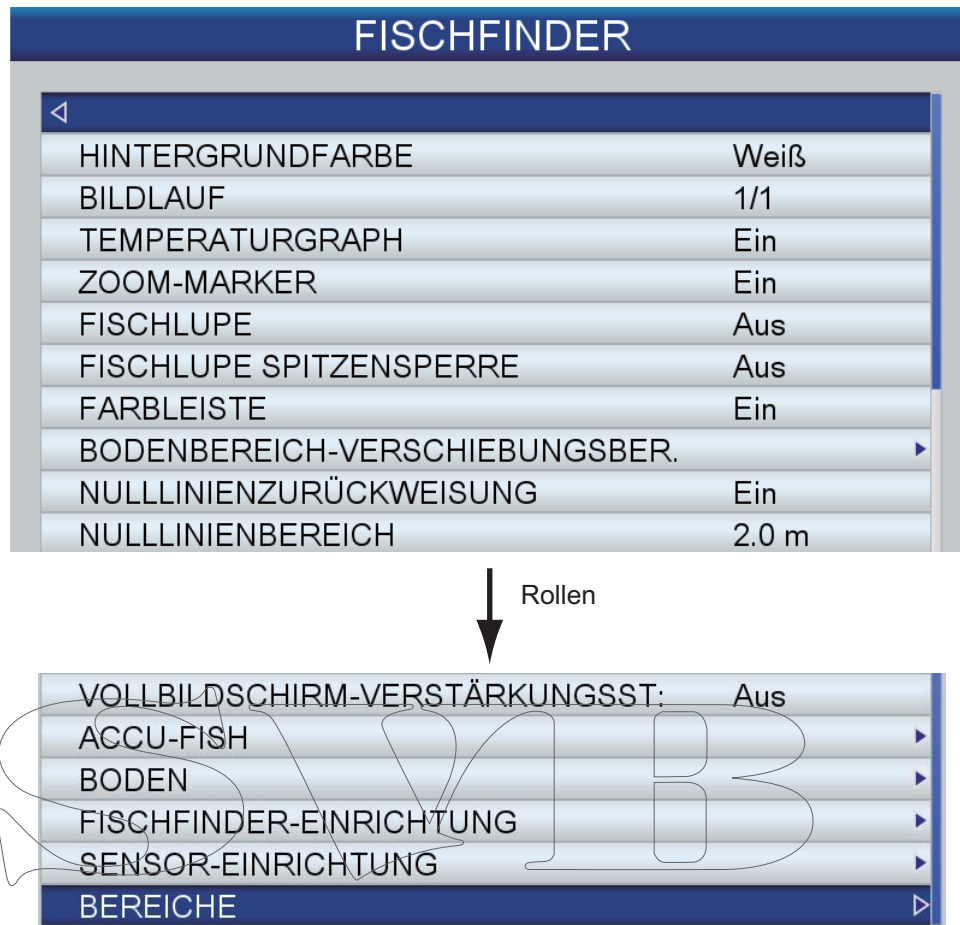 FISCHFINDER
HINTERGRUNDFARBE Weiß
BILDLAUF 1/1
TEMPERATURGRAPH Ein
ZOOM-MARKER Ein
FISCHLUPE Aus
FISCHLUPE SPITZENSPERRE Aus
FARBLEISTE Ein
BODENBEREICH-VERSCHIEBUNGSBER.
NULLLINIENZURÜCKWEISUNG Ein
NULLLINIENBEREICH 2.0 m
Rollen
VOLLBILDSCHIRM-VERSTÄRKUNGSST: Aus
ACCU-FISH
BODEN
FISCHFINDER-EINRICHTUNG
SENSOR-EINRICHTUNG
BEREICHE
SVB